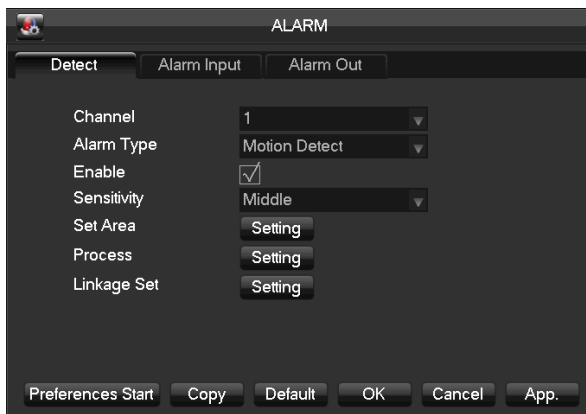 ALARM
Detect Alarm Input Alarm Out
Channel 1
Alarm Type Motion Detect
Enable
Sensitivity Middle
Set Area Setting
Process Setting
Linkage Set Setting
Preferences Start Copy Default OK Cancel App.